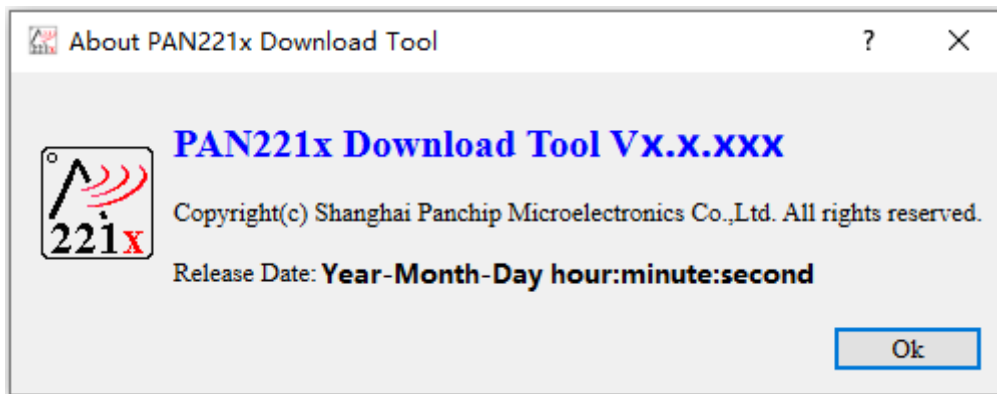 About PAN221x Download Tool
?
PAN221x Download Tool Vx.x.xxx
221x
Copyright(c) Shanghai Panchip Microelectronics Co.,Ltd. All rights reserved.
Release Date: Year-Month-Day hour:minute:second
Ok